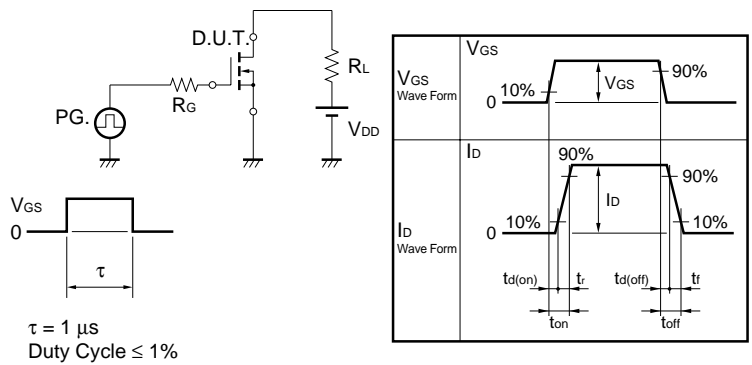 D.U.T.
RL
RG
PG.
VDD
VGS
0
τ
τ = 1 μs
Duty Cycle ≤ 1%
VGS
Wave Form
VGS
10%
0
VGS
90%
ID
Wave Form
ID
90%
90%
ID
10%
10%
0
td(on)
tr
td(off)
tf
ton
toff